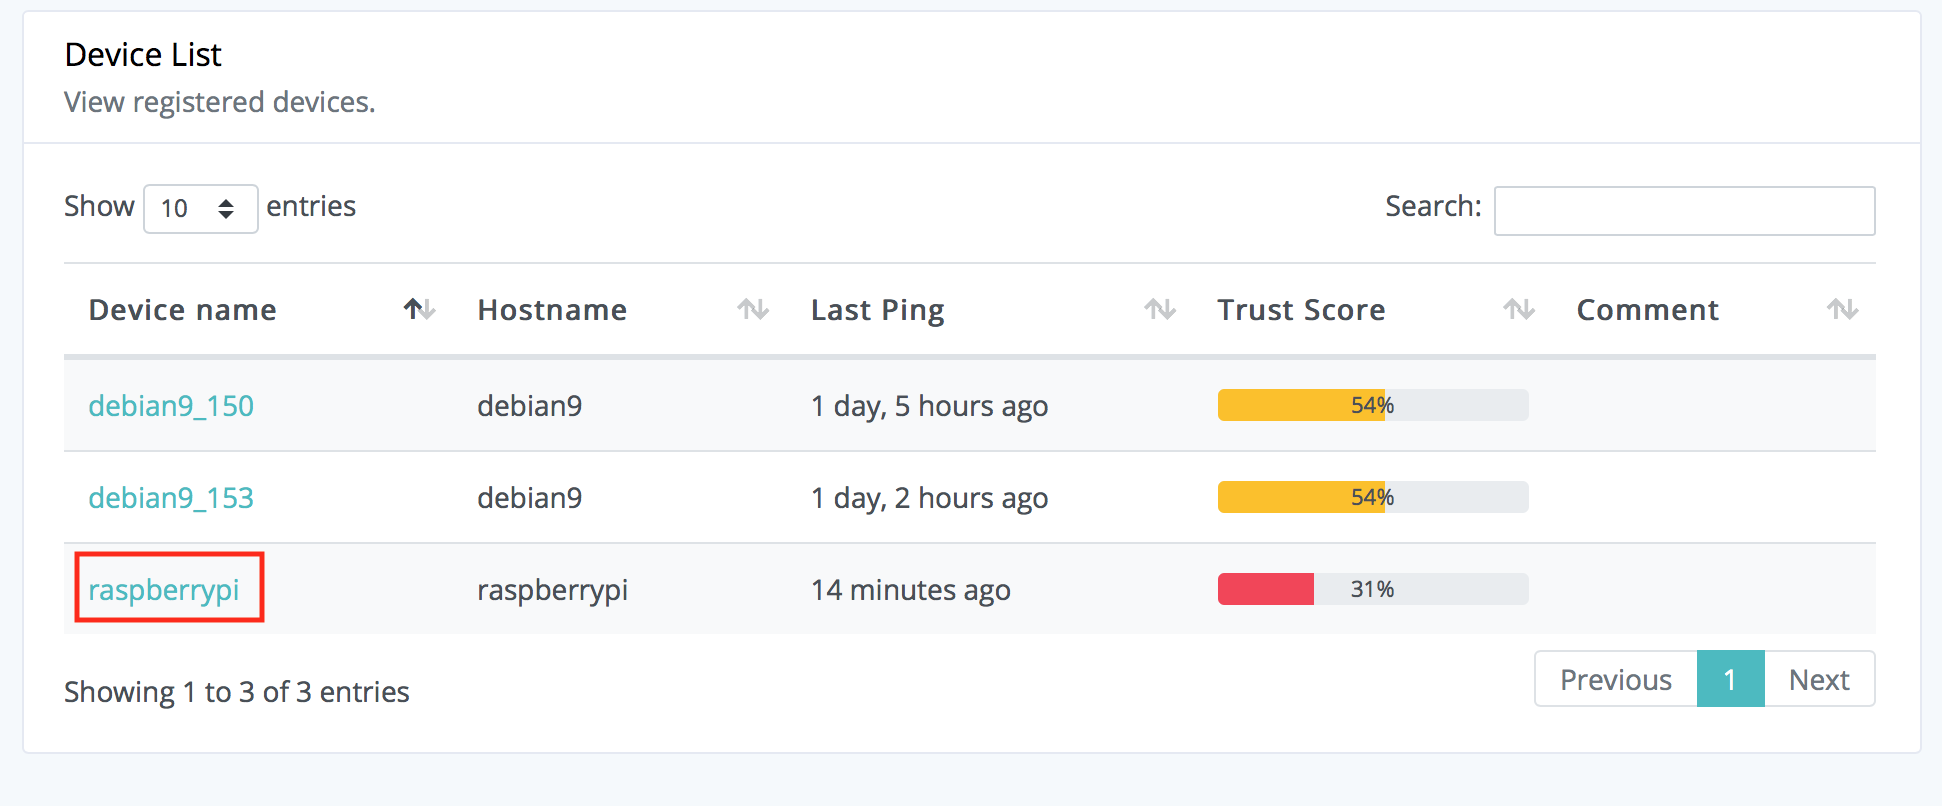 Device List
View registered devices.
Show 10 entries Search:
Device name Hostname Last Ping Trust Score Comment
debian9_150 debian9 1 day, 5 hours ago 54%
debian9_153 debian9 1 day, 2 hours ago 54%
raspberrypi raspberrypi 14 minutes ago 31%
Showing 1 to 3 of 3 entries Previous 1 Next